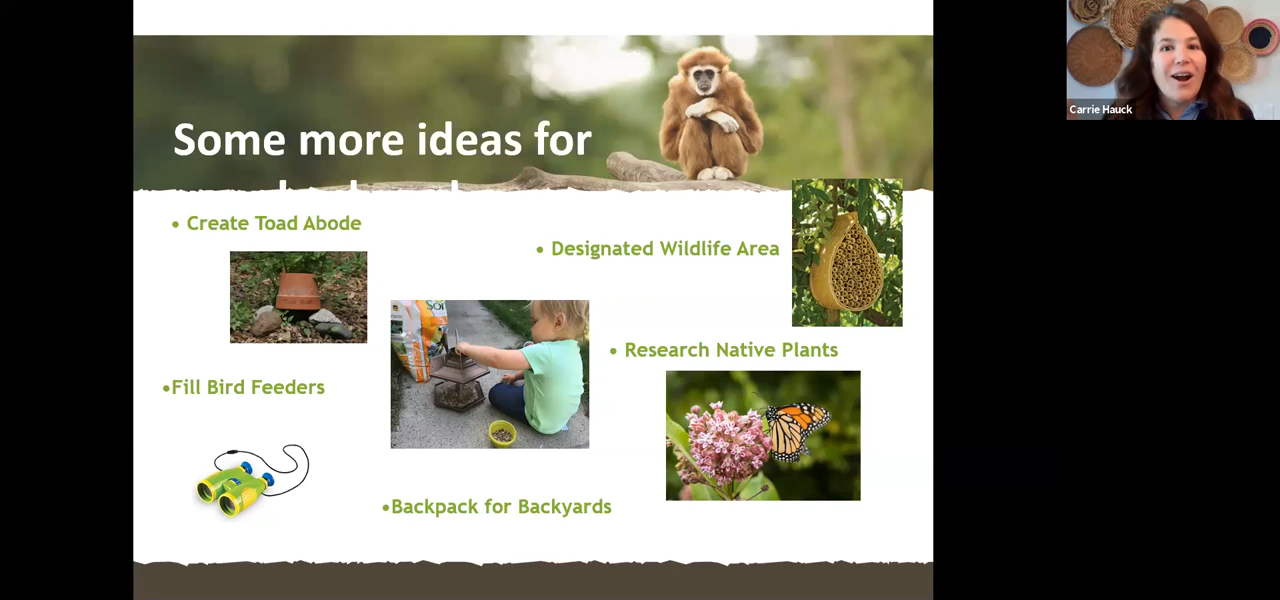 Some more ideas for
• Create Toad Abode
• Designated Wildlife Area
• Research Native Plants
•Fill Bird Feeders
•Backpack for Backyards
Carrie Hauck